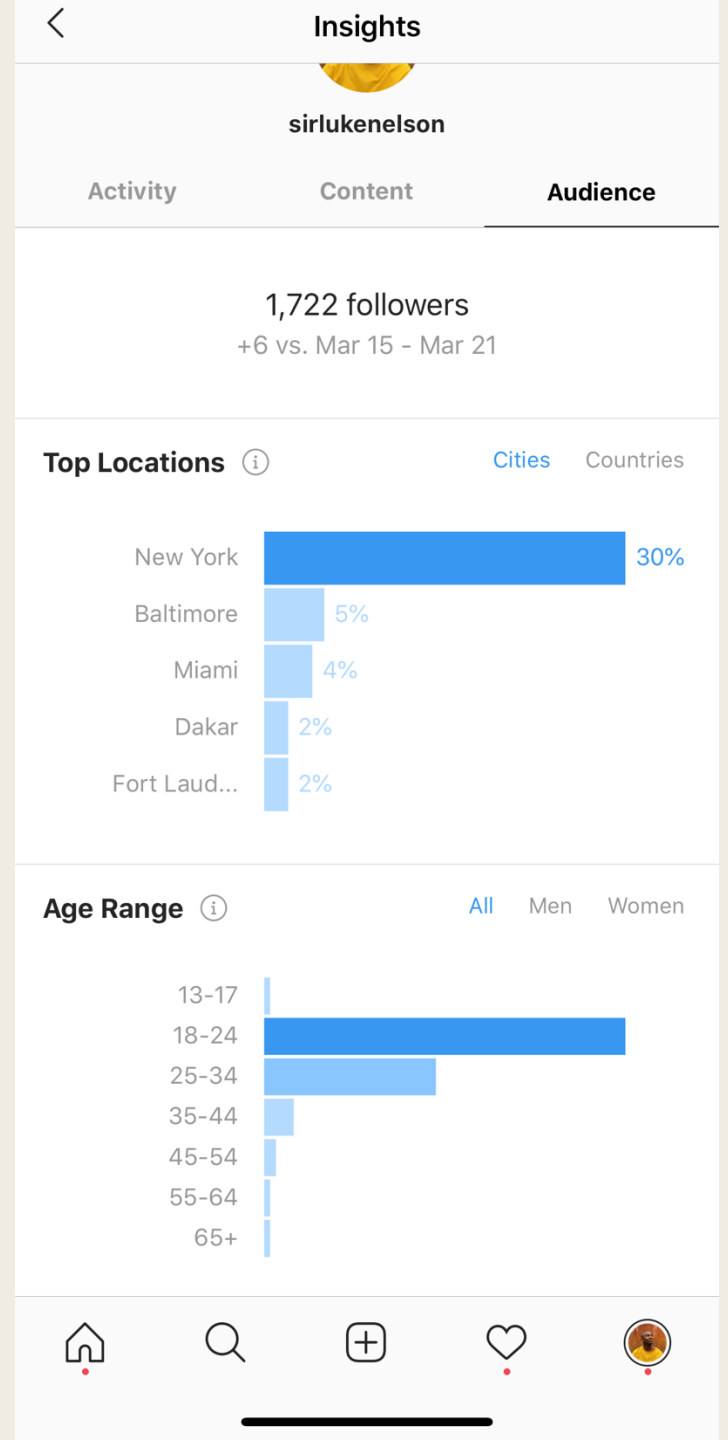 Insights
sirlukenelson
Activity Content Audience
1,722 followers
+6 vs. Mar 15 - Mar 21
Top Locations Cities Countries
New York 30%
Baltimore 5%
Miami 4%
Dakar 2%
Fort Laud... 2%
Age Range All Men Women
13-17
18-24
25-34
35-44
45-54
55-64
65+